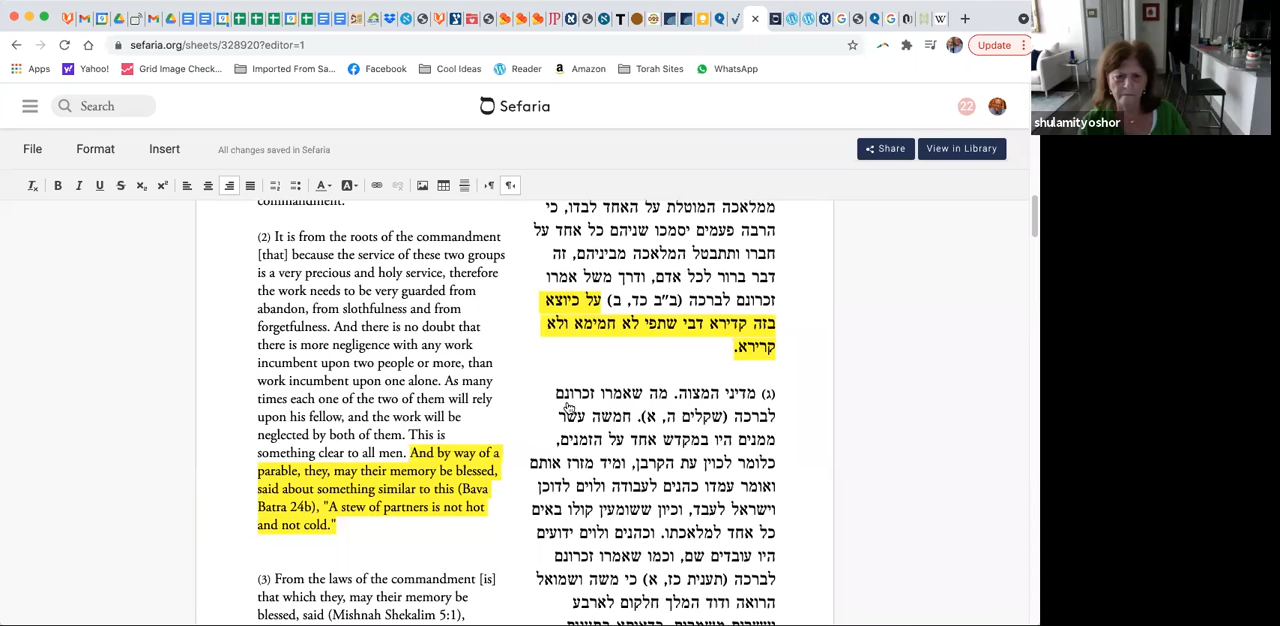 sefaria.org/sheets/328920?editor=1
Update
Apps
Yahoo!
Grid Image Check...
Imported From Sa...
Facebook
Cool Ideas
Reader
Amazon
Torah Sites
WhatsApp
Search
Sefaria
22
shulamityoshor
File
Format
Insert
All changes saved in Sefaria
Share
View in Library
commandment.
(2) It is from the roots of the commandment
[that] because the service of these two groups
is a very precious and holy service, therefore
the work needs to be very guarded from
abandon, from slothfulness and from
forgetfulness. And there is no doubt that
there is more negligence with any work
incumbent upon two people or more, than
work incumbent upon one alone. As many
times each one of the two of them will rely
upon his fellow, and the work will be
neglected by both of them. This is
something clear to all men. And by way of a
parable, they, may their memory be blessed,
said about something similar to this (Bava
Batra 24b), "A stew of partners is not hot
and not cold."
(3) From the laws of the commandment [is]
that which they, may their memory be
blessed, said (Mishnah Shekalim 5:1),
ממלאכה המוטלת על האחד לבדו, כי
הרבה פעמים יסמכו שניהם כל אחד על
חברו ותתבטל המלאכה מביניהם, זה
דבר ברור לכל אדם, ודרך משל אמרו
זכרונם לברכה (ב"ב כד, ב) על כיוצא
בזה קדירא דבי שתפי לא חמימא ולא
קרירא.
(ג) מדיני המצוה. מה שאמרו זכרונם
לברכה (שקלים ה, א). חמשה עשר
ממנים היו במקדש אחד על הזמנים,
כלומר לכוין עת הקרבן, ומיד מזרז אותם
ואומר עמדו כהנים לעבודה ולוים לדוכן
וישראל לעבד, וכיון ששומעין קולו באים
כל אחד למלאכתו. וכהנים ולוים ידועים
היו עובדים שם, וכמו שאמרו זכרונם
לברכה (תענית כז, א) כי משה ושמואל
הרואה ודוד המלך חלקום לארבע